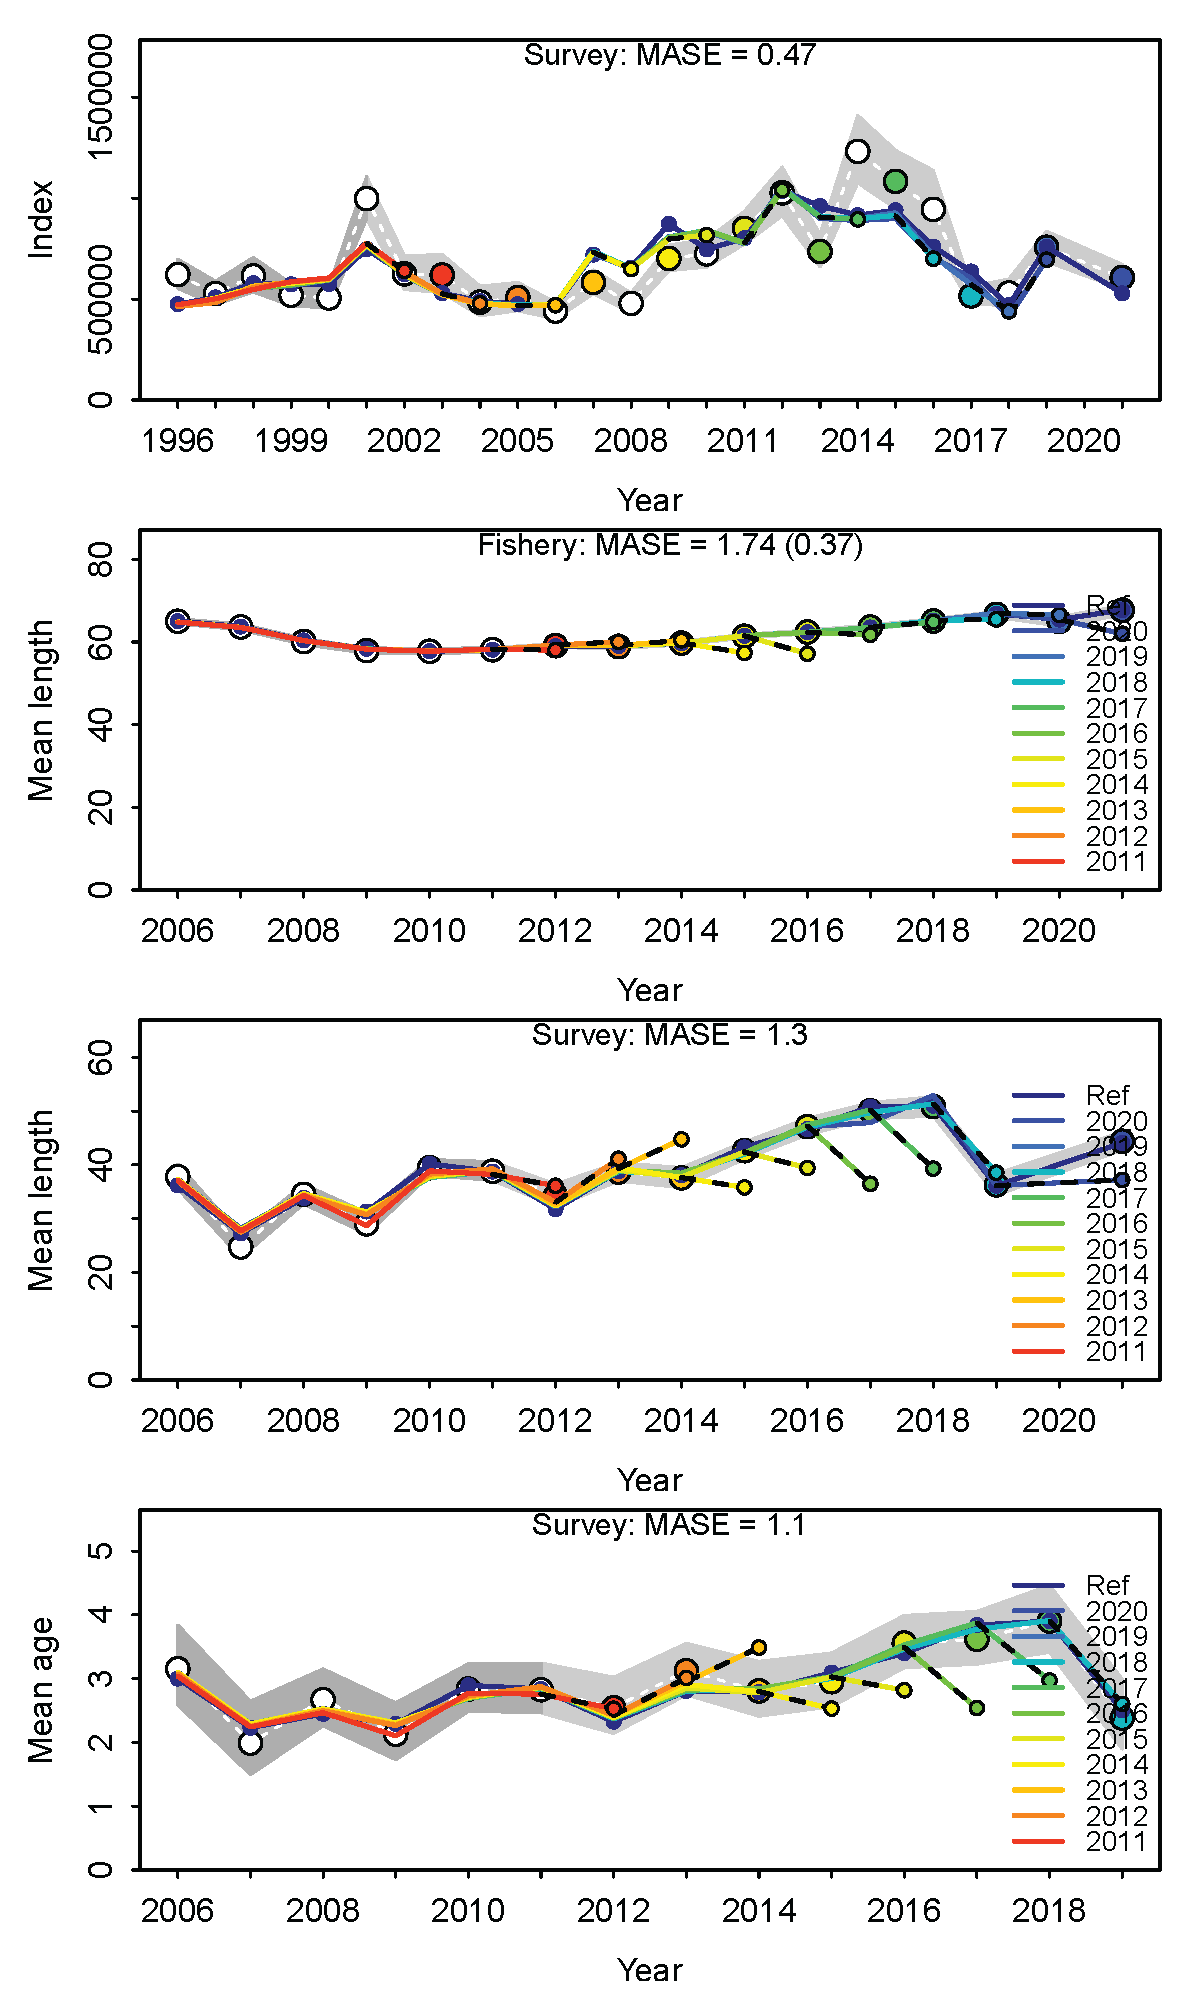 Survey: MASE = 0.47
Index
0 500000 1500000
1996 1999 2002 2005 2008 2011 2014 2017 2020
Year
Fishery: MASE = 1.74 (0.37)
Mean length
0 20 40 60 80
Ref
2020
2019
2018
2017
2016
2015
2014
2013
2012
2011
2006 2008 2010 2012 2014 2016 2018 2020
Year
Survey: MASE = 1.3
Mean length
0 20 40 60
Ref
2020
2019
2018
2017
2016
2015
2014
2013
2012
2011
2006 2008 2010 2012 2014 2016 2018 2020
Year
Survey: MASE = 1.1
Mean age
0 1 2 3 4 5
Ref
2020
2019
2018
2017
2016
2015
2014
2013
2012
2011
2006 2008 2010 2012 2014 2016 2018
Year